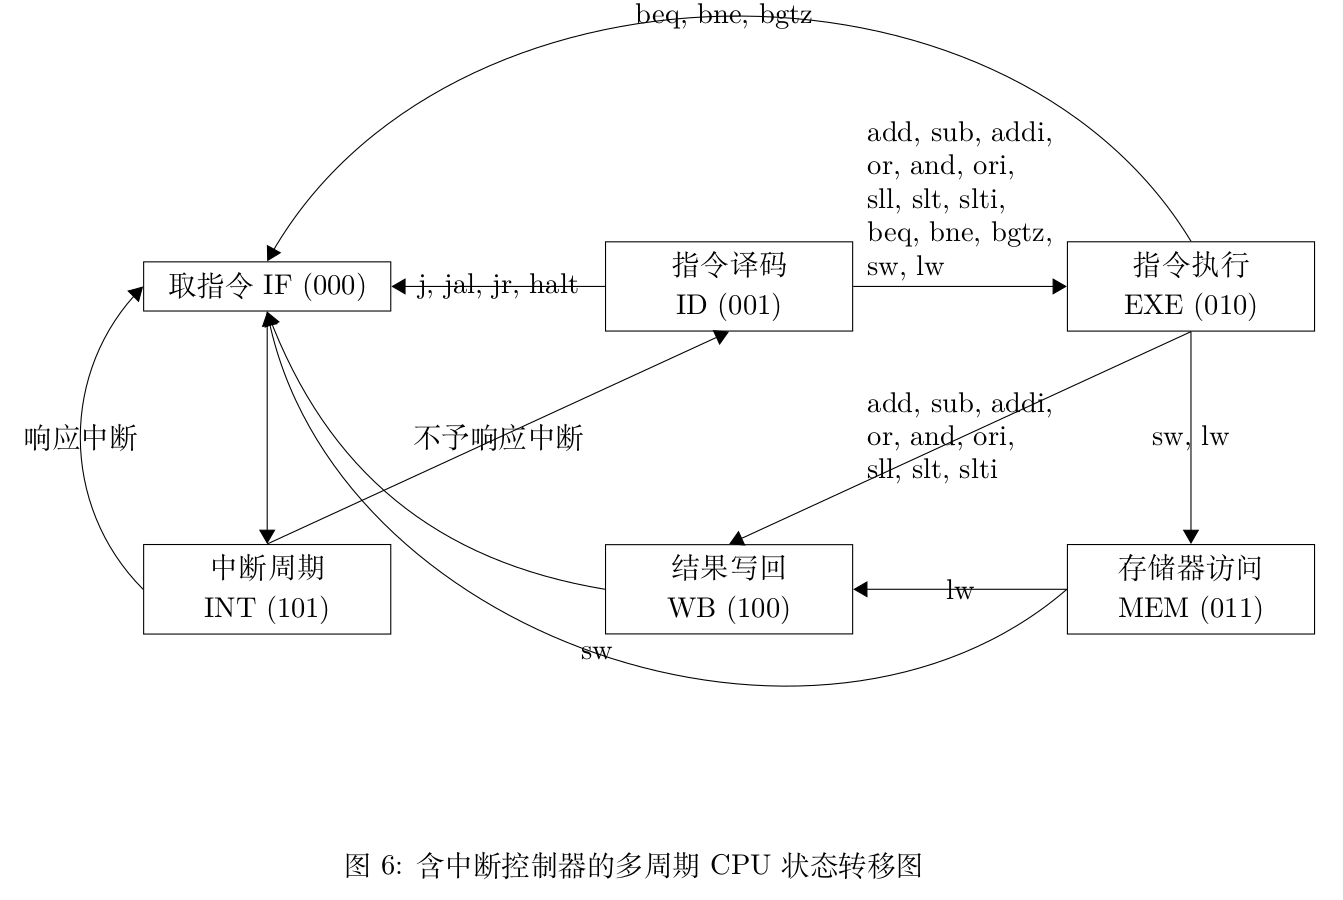 beq, bne, bgtz
add, sub, addi,
or, and, ori,
sll, slt, slti,
beq, bne, bgtz,
sw, lw
取指令 IF (000)
j, jal, jr, halt
指令译码
ID (001)
指令执行
EXE (010)
响应中断
不予响应中断
add, sub, addi,
or, and, ori,
sll, slt, slti
sw, lw
中断周期
INT (101)
结果写回
WB (100)
lw
存储器访问
MEM (011)
sw
图 6: 含中断控制器的多周期 CPU 状态转移图